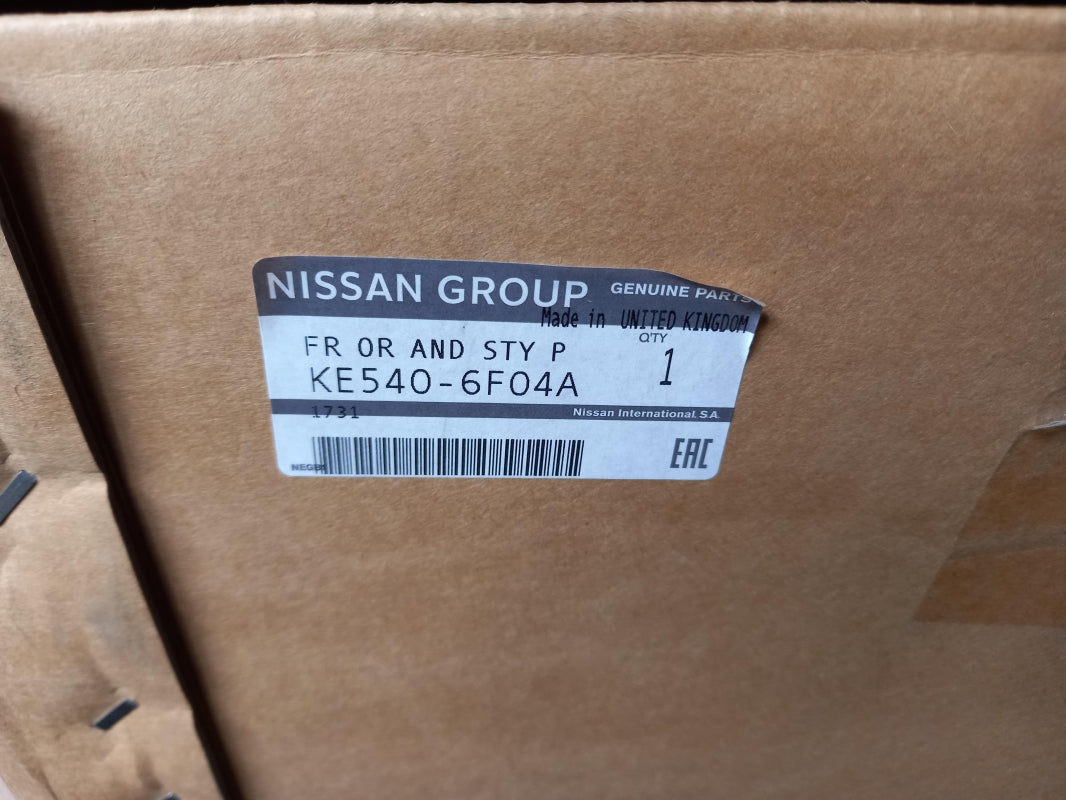 NISSAN GROUP GENUINE PARTS
Made in UNITED KINGDOM
QTY
FR OR AND STY P
KE540-6F04A
1
1731
Nissan International, S.A.
EAC